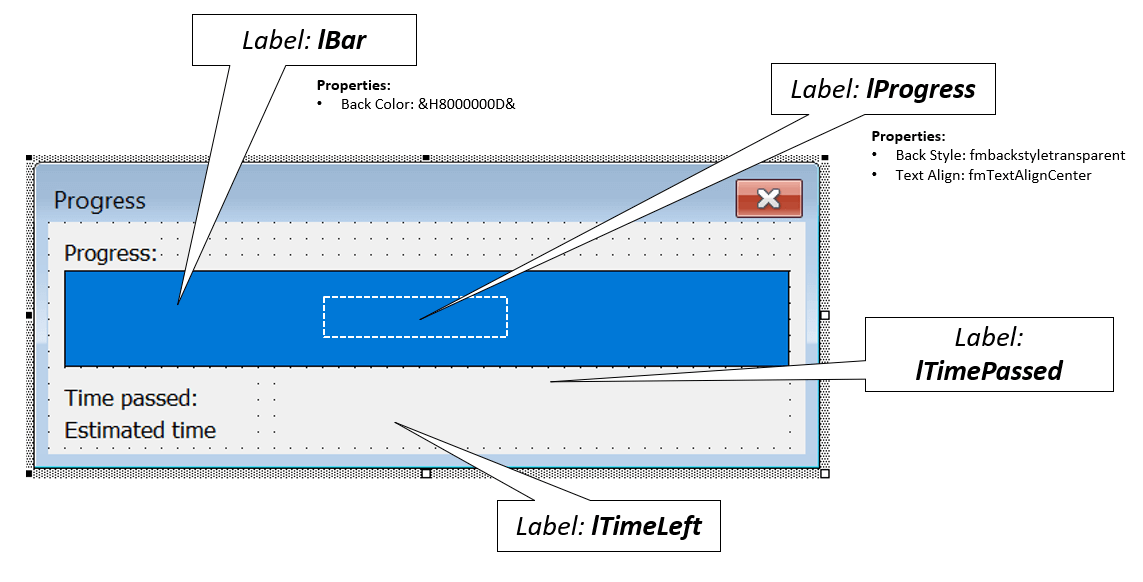 Label: lBar
Properties:
• Back Color: &H8000000D&
Label: lProgress
Properties:
• Back Style: fmbackstyletransparent
• Text Align: fmTextAlignCenter
Progress
Progress:
Label:
lTimePassed
Time passed:
Estimated time
Label: lTimeLeft